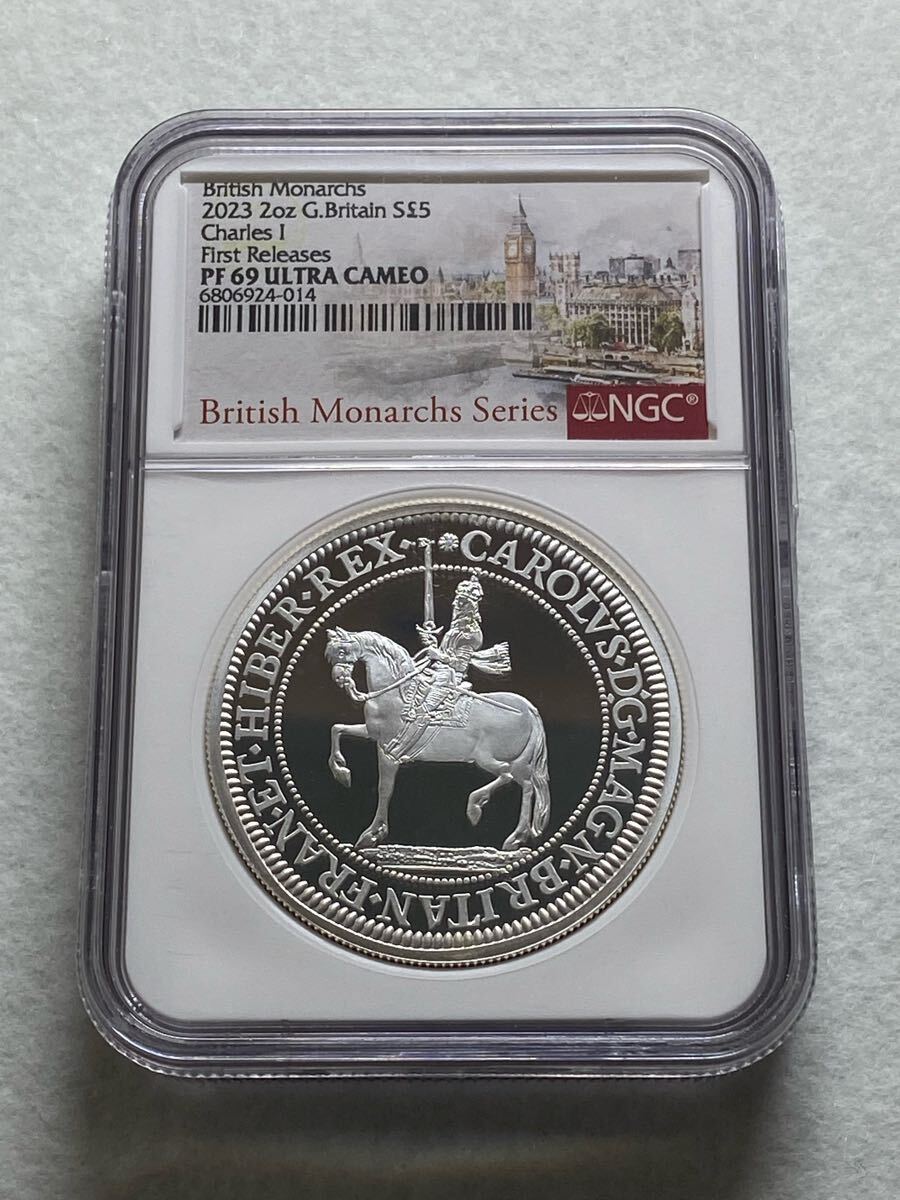 British Monarchs
2023 2oz G.Britain S£5
Charles I
First Releases
PF 69 ULTRA CAMEO
6806924-014
British Monarchs Series
NGC®
CAROLVS·D·G·MAGN·BRITAN·FRAN·ET·HIBER·REX·